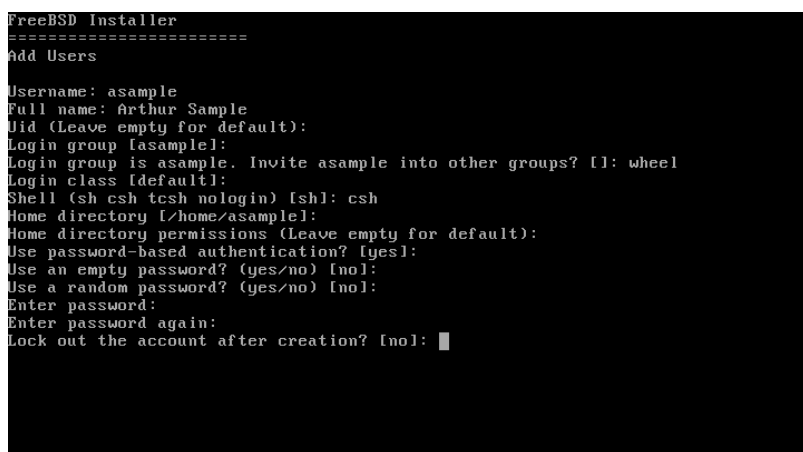 FreeBSD Installer
========================
Add Users
Username: asample
Full name: Arthur Sample
Uid (Leave empty for default):
Login group [asample]:
Login group is asample. Invite asample into other groups? []: wheel
Login class [default]:
Shell (sh csh tcsh nologin) [sh]: csh
Home directory [/home/asample]:
Home directory permissions (Leave empty for default):
Use password-based authentication? [yes]:
Use an empty password? (yes/no) [no]:
Use a random password? (yes/no) [no]:
Enter password:
Enter password again:
Lock out the account after creation? [no]: